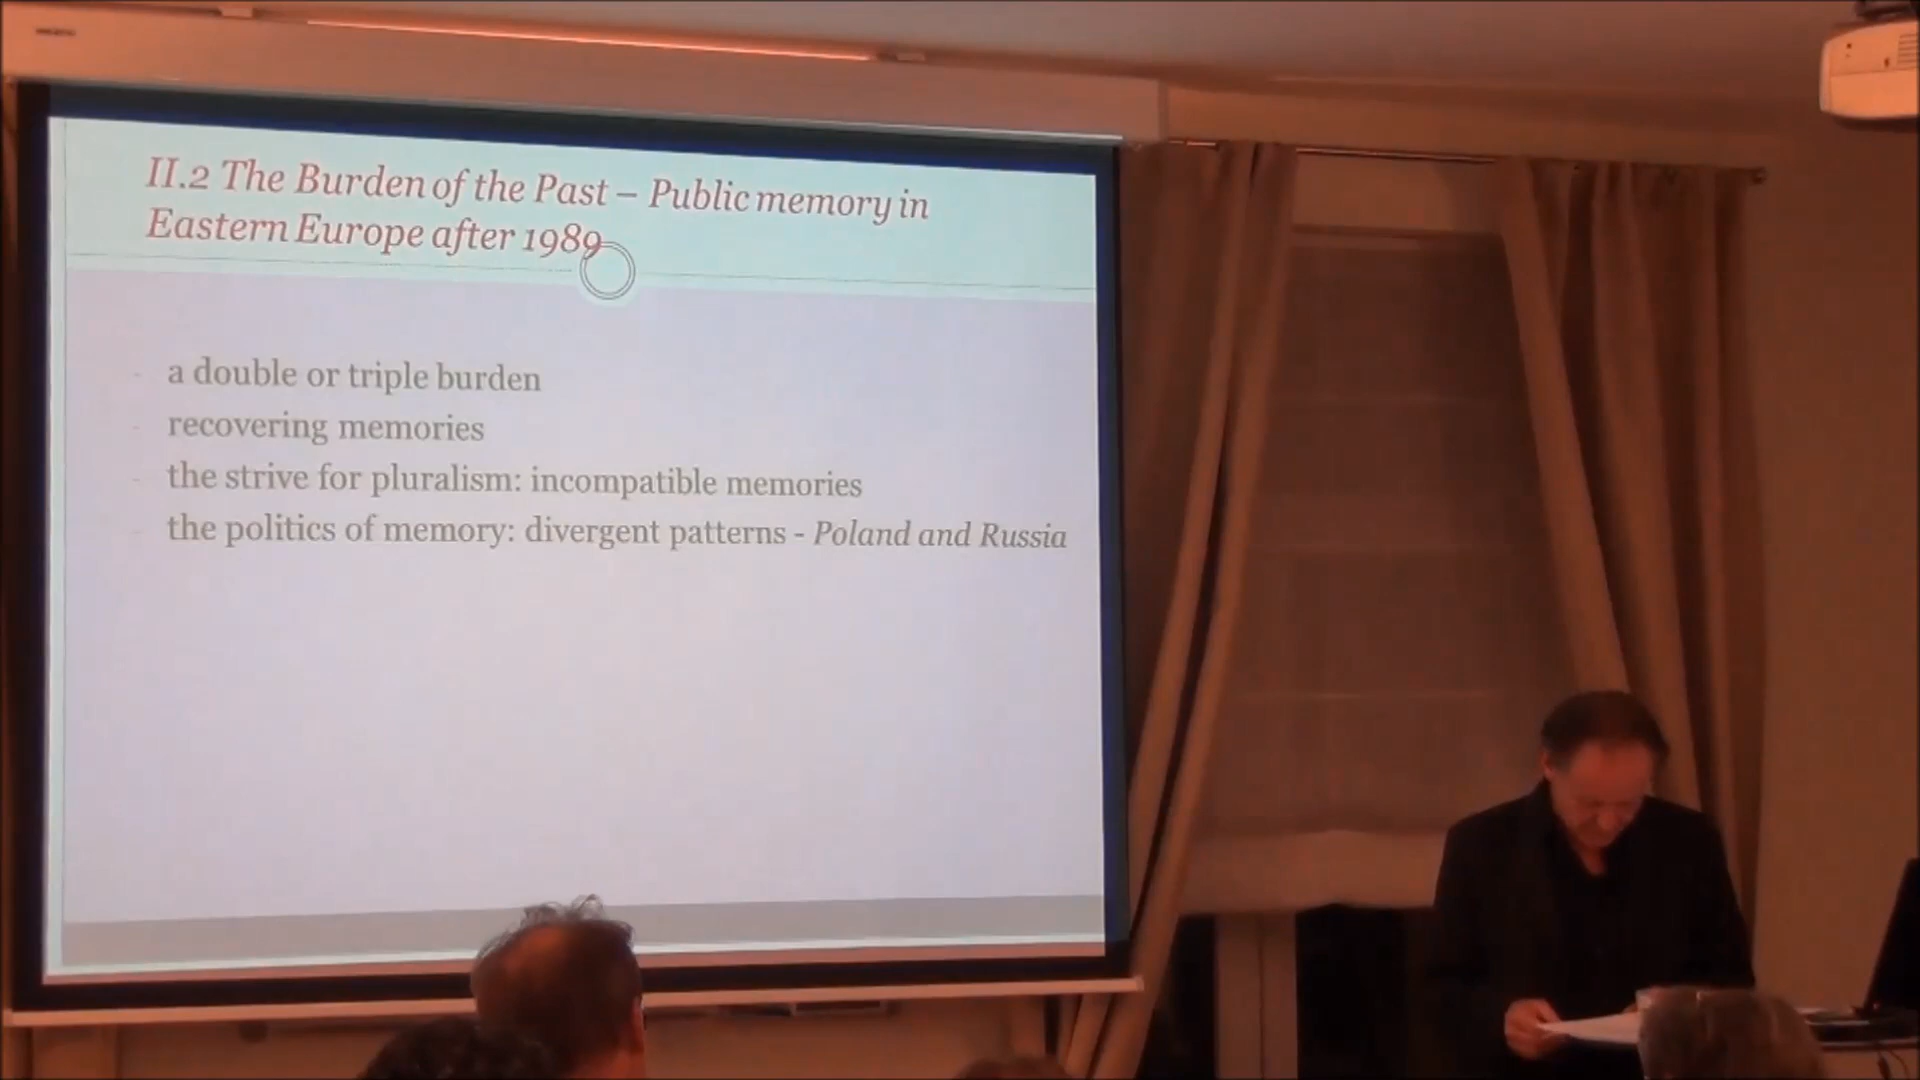 II.2 The Burden of the Past – Public memory in
Eastern Europe after 1989
- a double or triple burden
- recovering memories
- the strive for pluralism: incompatible memories
- the politics of memory: divergent patterns - Poland and Russia